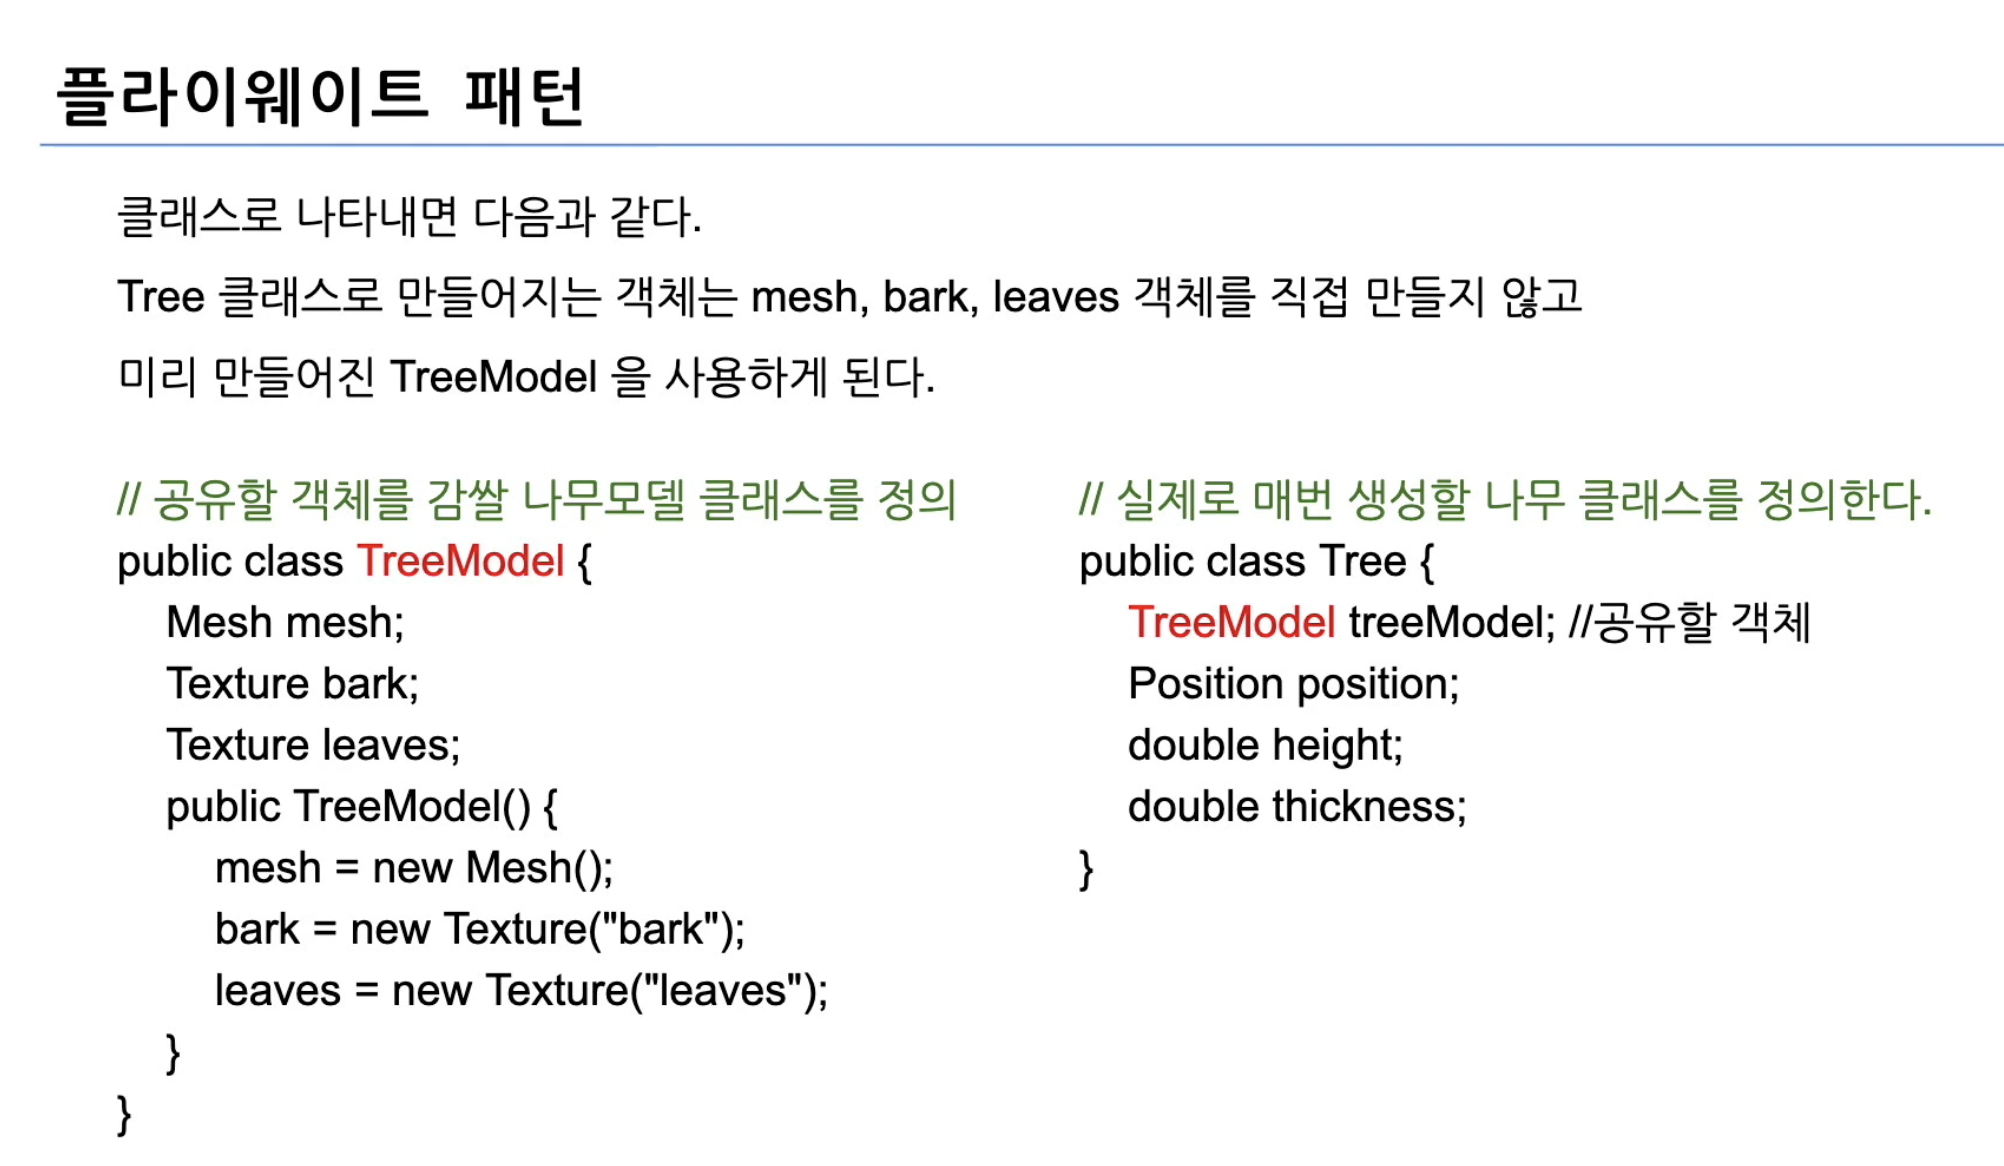 플라이웨이트 패턴
클래스로 나타내면 다음과 같다.
Tree 클래스로 만들어지는 객체는 mesh, bark, leaves 객체를 직접 만들지 않고
미리 만들어진 TreeModel 을 사용하게 된다.
// 공유할 객체를 감쌀 나무모델 클래스를 정의
public class TreeModel {
Mesh mesh;
Texture bark;
Texture leaves;
public TreeModel() {
mesh = new Mesh();
bark = new Texture("bark");
leaves = new Texture("leaves");
}
}
// 실제로 매번 생성할 나무 클래스를 정의한다.
public class Tree {
TreeModel treeModel; //공유할 객체
Position position;
double height;
double thickness;
}